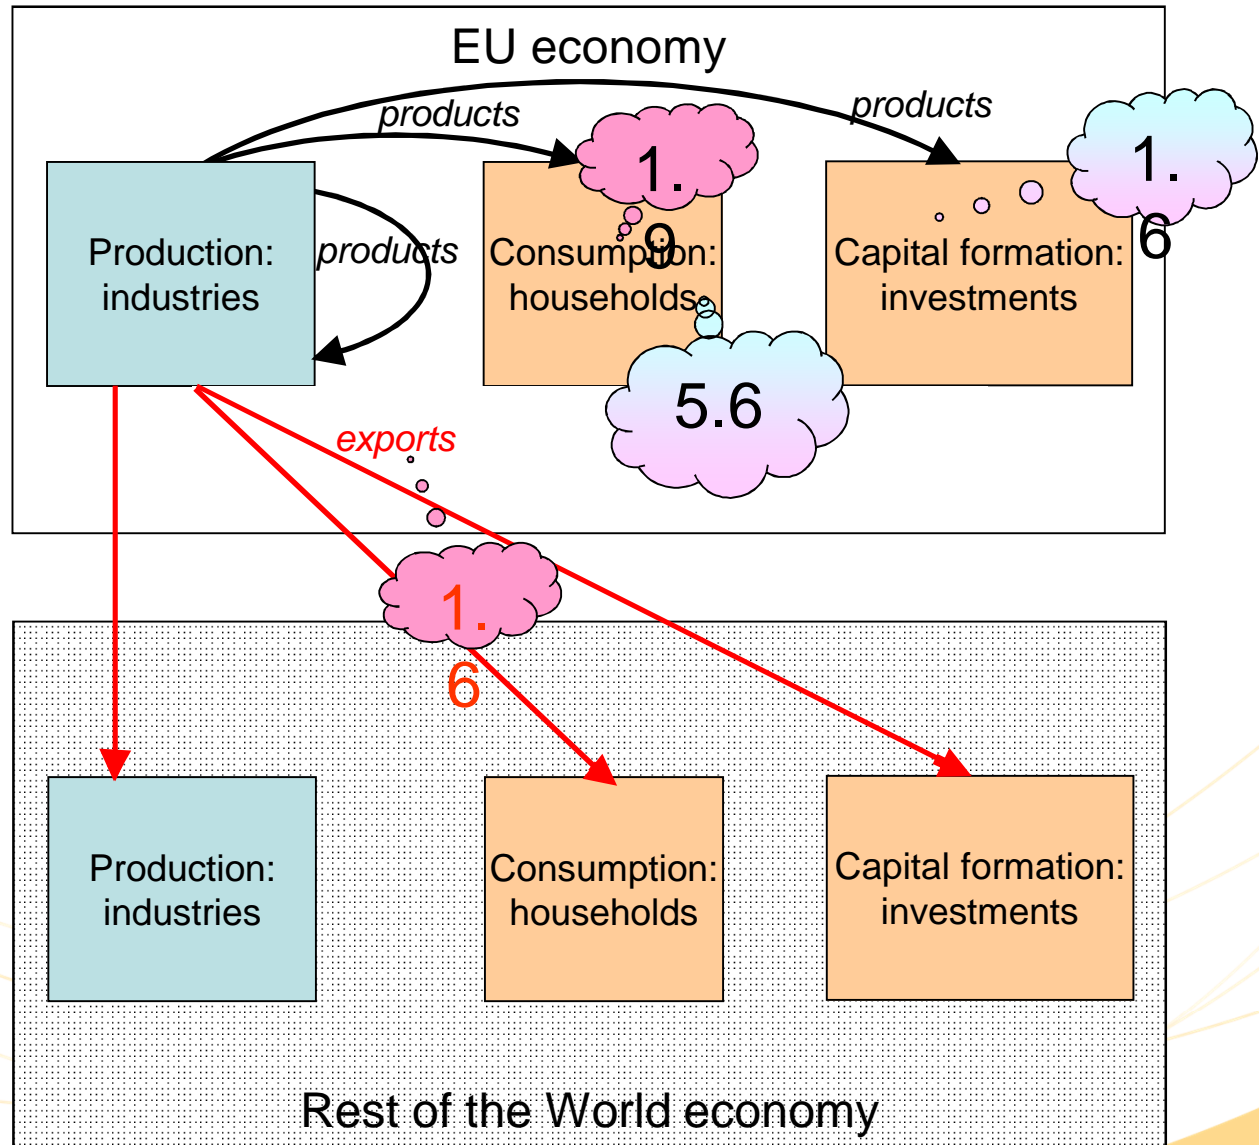 EU economy
products
products
1.
9
1.
6
Production:
industries
products
Consumption:
households
Capital formation:
investments
5.6
exports
1.
6
Production:
industries
Consumption:
households
Capital formation:
investments
Rest of the World economy